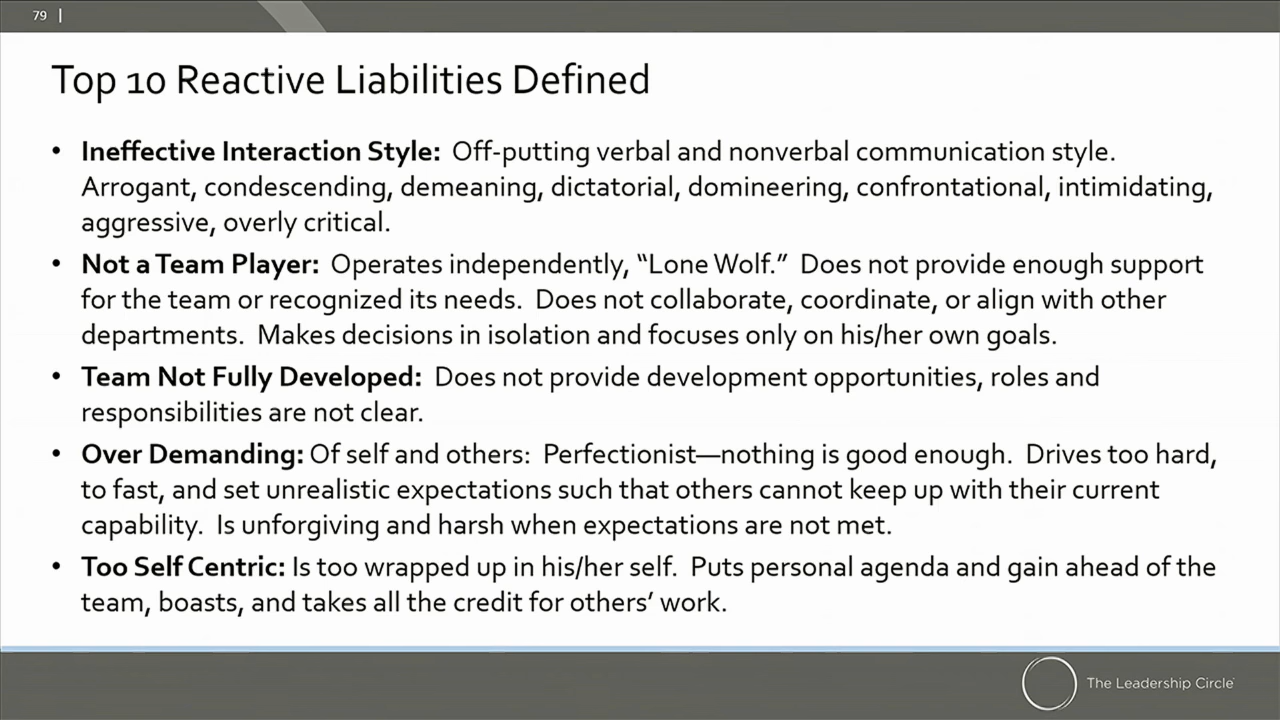 79 |
Top 10 Reactive Liabilities Defined
• Ineffective Interaction Style: Off-putting verbal and nonverbal communication style.
Arrogant, condescending, demeaning, dictatorial, domineering, confrontational, intimidating,
aggressive, overly critical.
• Not a Team Player: Operates independently, “Lone Wolf.” Does not provide enough support
for the team or recognized its needs. Does not collaborate, coordinate, or align with other
departments. Makes decisions in isolation and focuses only on his/her own goals.
• Team Not Fully Developed: Does not provide development opportunities, roles and
responsibilities are not clear.
• Over Demanding: Of self and others: Perfectionist—nothing is good enough. Drives too hard,
to fast, and set unrealistic expectations such that others cannot keep up with their current
capability. Is unforgiving and harsh when expectations are not met.
• Too Self Centric: Is too wrapped up in his/her self. Puts personal agenda and gain ahead of the
team, boasts, and takes all the credit for others’ work.
The Leadership Circle